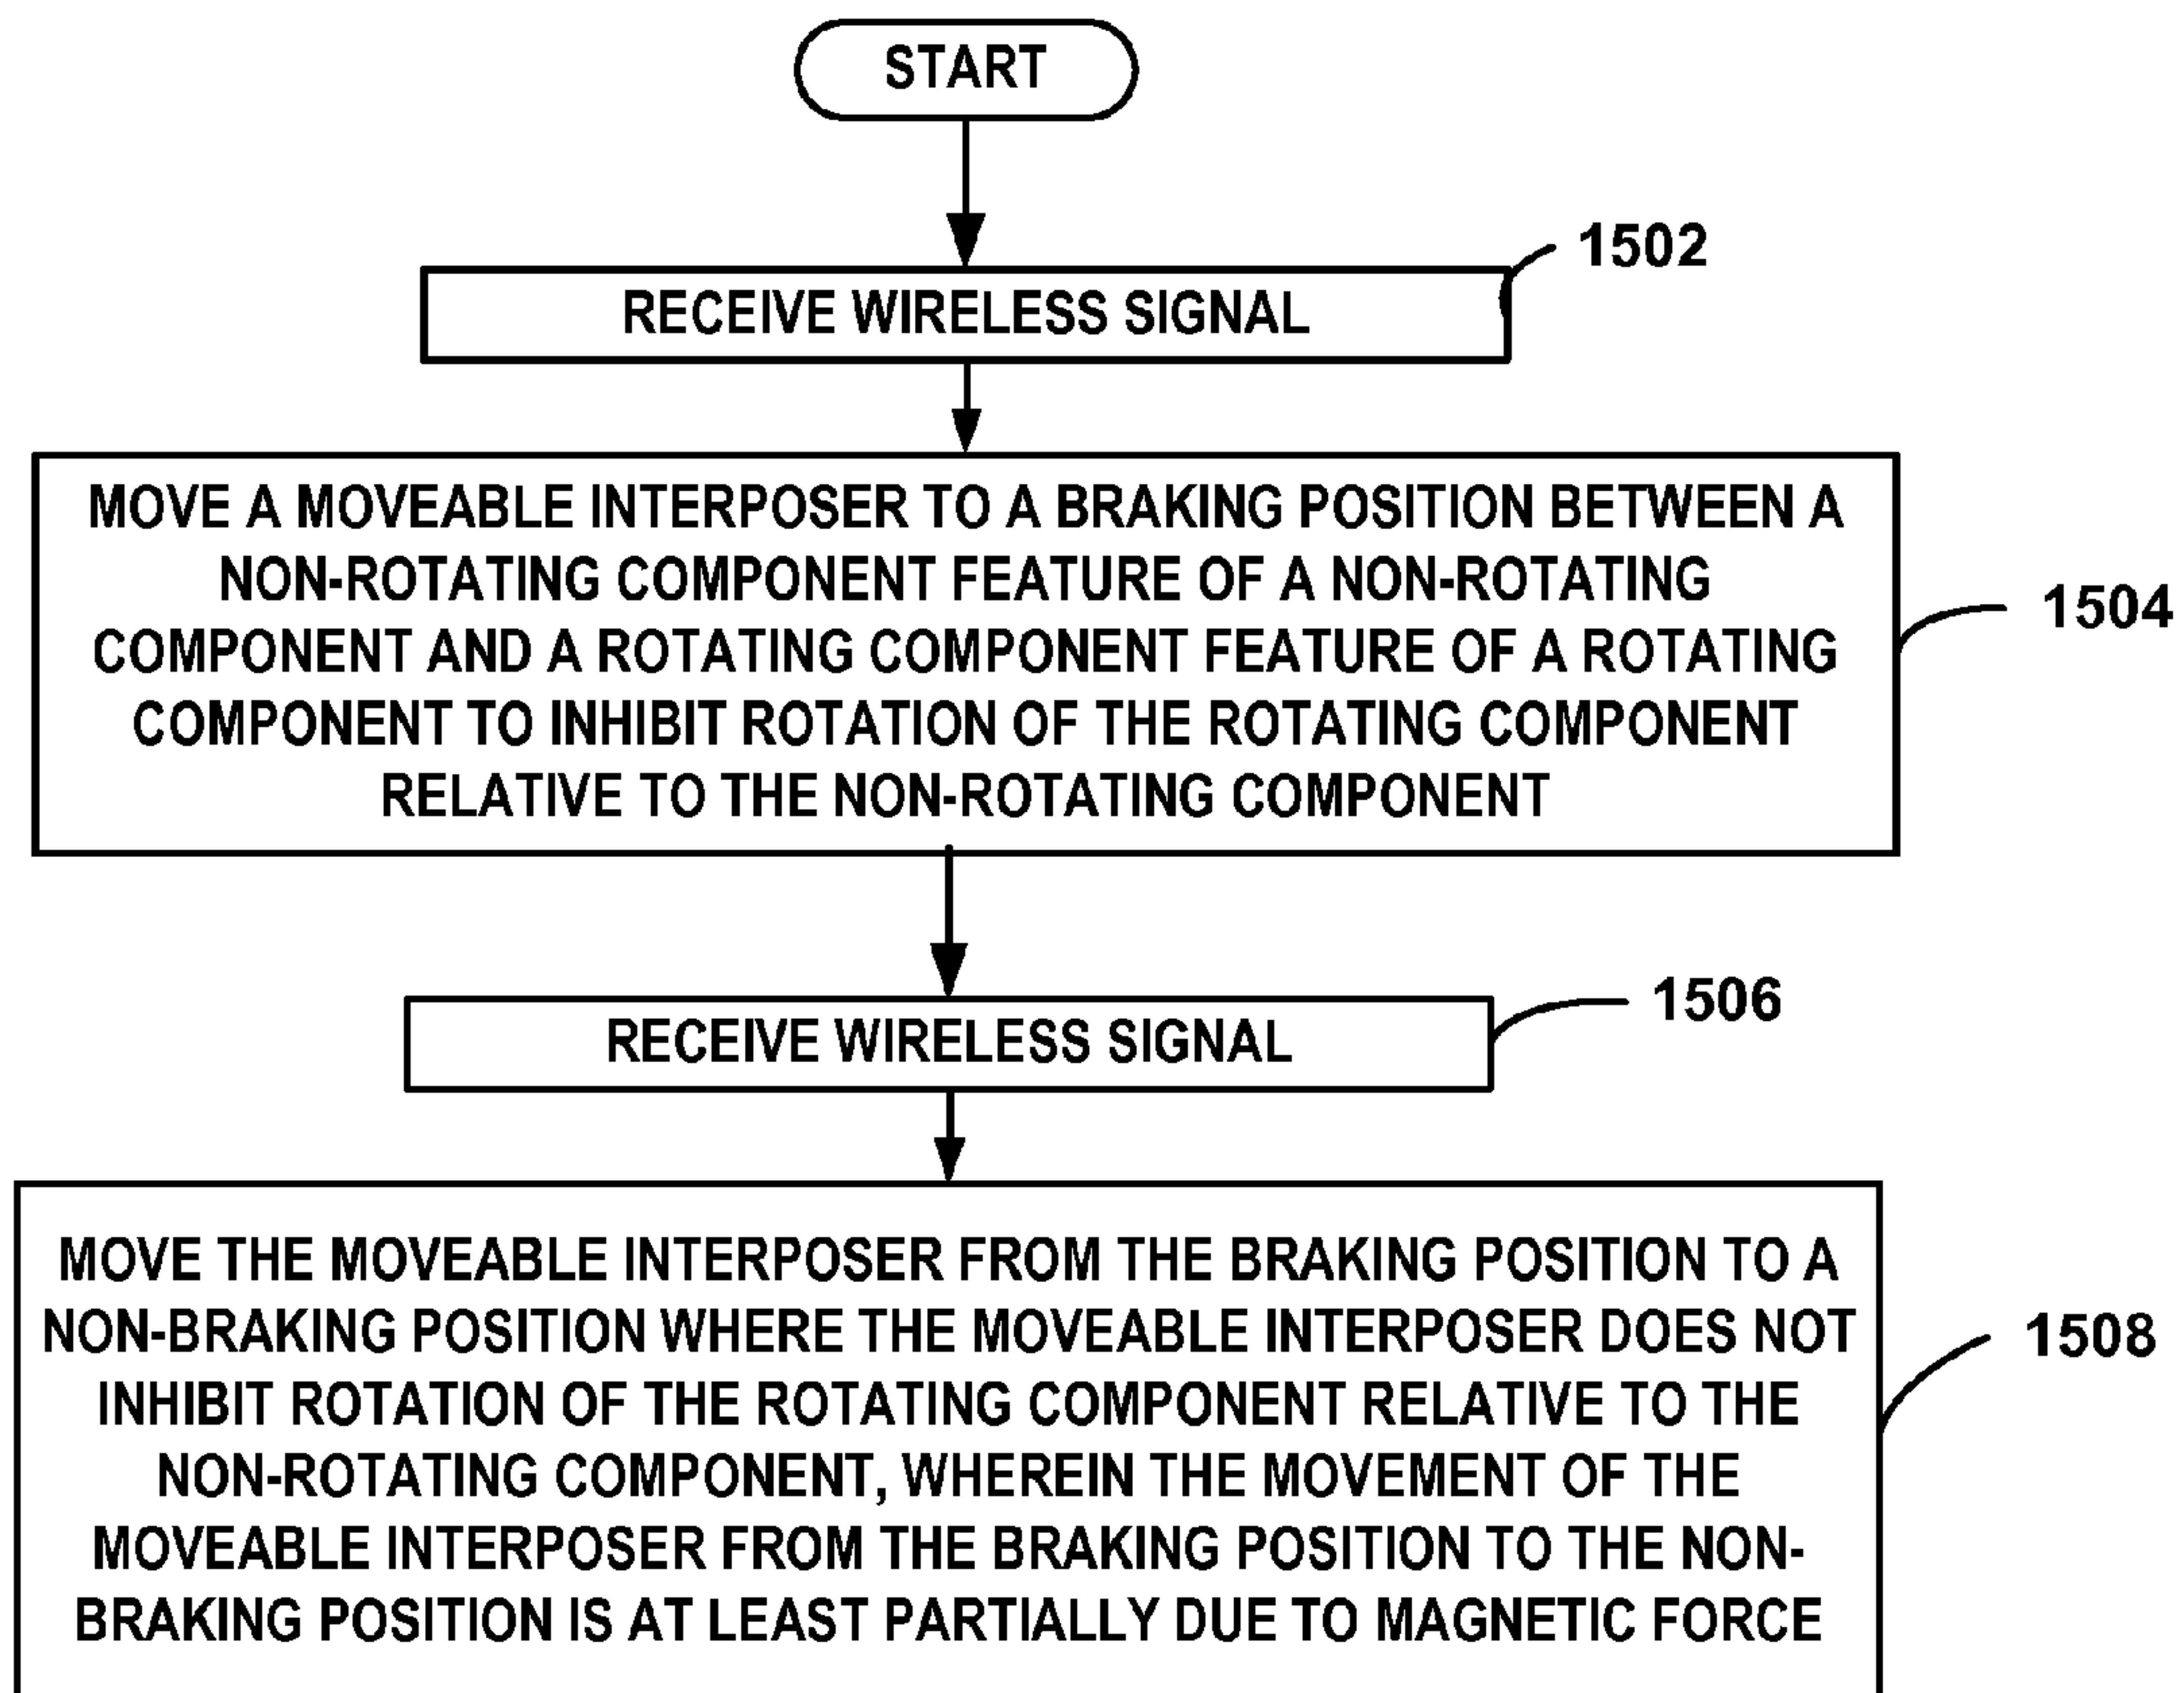 START
1502
RECEIVE WIRELESS SIGNAL
MOVE A MOVEABLE INTERPOSER TO A BRAKING POSITION BETWEEN A
NON-ROTATING COMPONENT FEATURE OF A NON-ROTATING
COMPONENT AND A ROTATING COMPONENT FEATURE OF A ROTATING
COMPONENT TO INHIBIT ROTATION OF THE ROTATING COMPONENT
RELATIVE TO THE NON-ROTATING COMPONENT
1504
1506
RECEIVE WIRELESS SIGNAL
MOVE THE MOVEABLE INTERPOSER FROM THE BRAKING POSITION TO A
NON-BRAKING POSITION WHERE THE MOVEABLE INTERPOSER DOES NOT
INHIBIT ROTATION OF THE ROTATING COMPONENT RELATIVE TO THE
NON-ROTATING COMPONENT, WHEREIN THE MOVEMENT OF THE
MOVEABLE INTERPOSER FROM THE BRAKING POSITION TO THE NON-
BRAKING POSITION IS AT LEAST PARTIALLY DUE TO MAGNETIC FORCE
1508